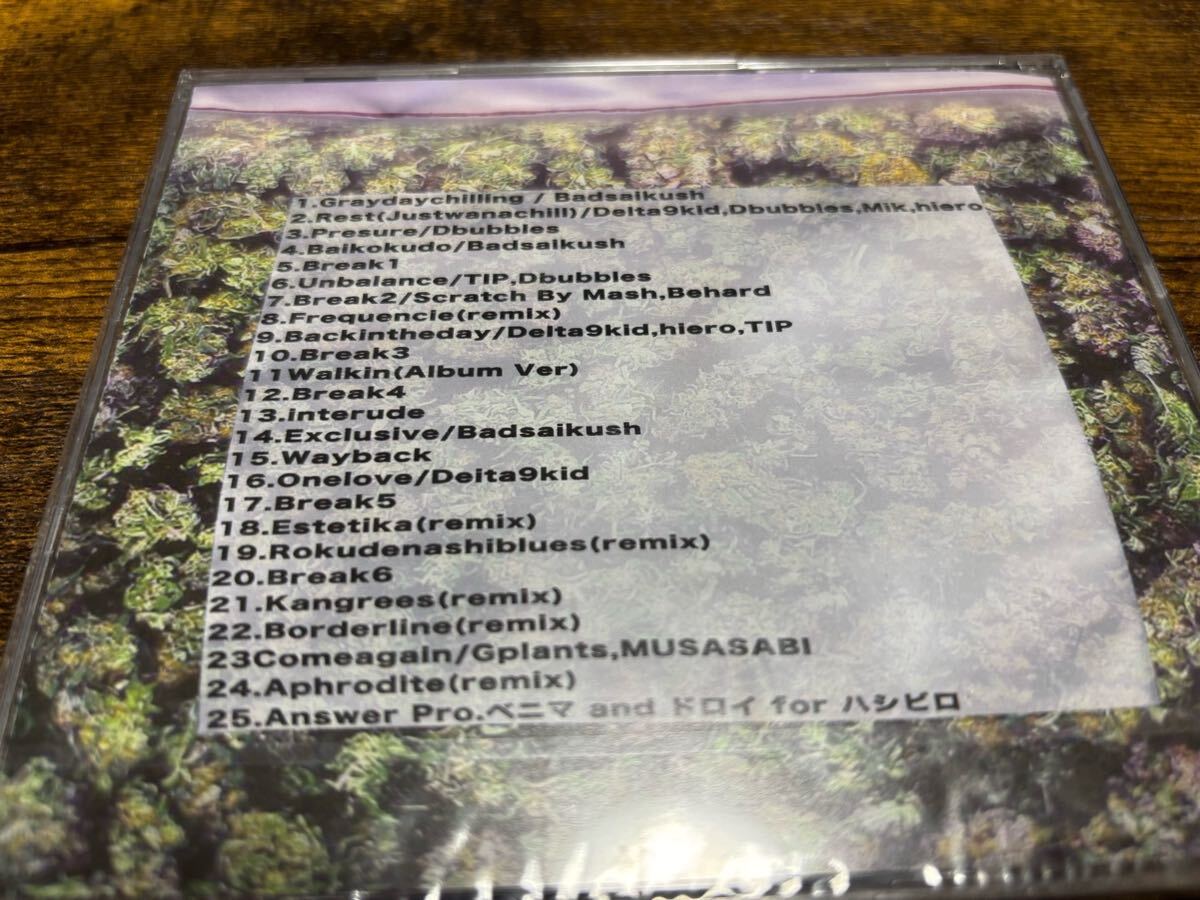 1.Graydaychilling / Badsaikush
2.Rest(Justwanachill)/Delta9kid,Dbubbles,Mik,hiero
3.Presure/Dbubbles
4.Baikokudo/Badsaikush
5.Break1
6.Unbalance/TIP,Dbubbles
7.Break2/Scratch By Mash,Behard
8.Frequencie(remix)
9.Backintheday/Delta9kid,hiero,TIP
10.Break3
11Walkin(Album Ver)
12.Break4
13.interude
14.Exclusive/Badsaikush
15.Wayback
16.Onelove/Delta9kid
17.Break5
18.Estetika(remix)
19.Rokudenashiblues(remix)
20.Break6
21.Kangrees(remix)
22.Borderline(remix)
23Comeagain/Gplants,MUSASABI
24.Aphrodite(remix)
25.Answer Pro.ベニマ and ドロイ for ハシビロ